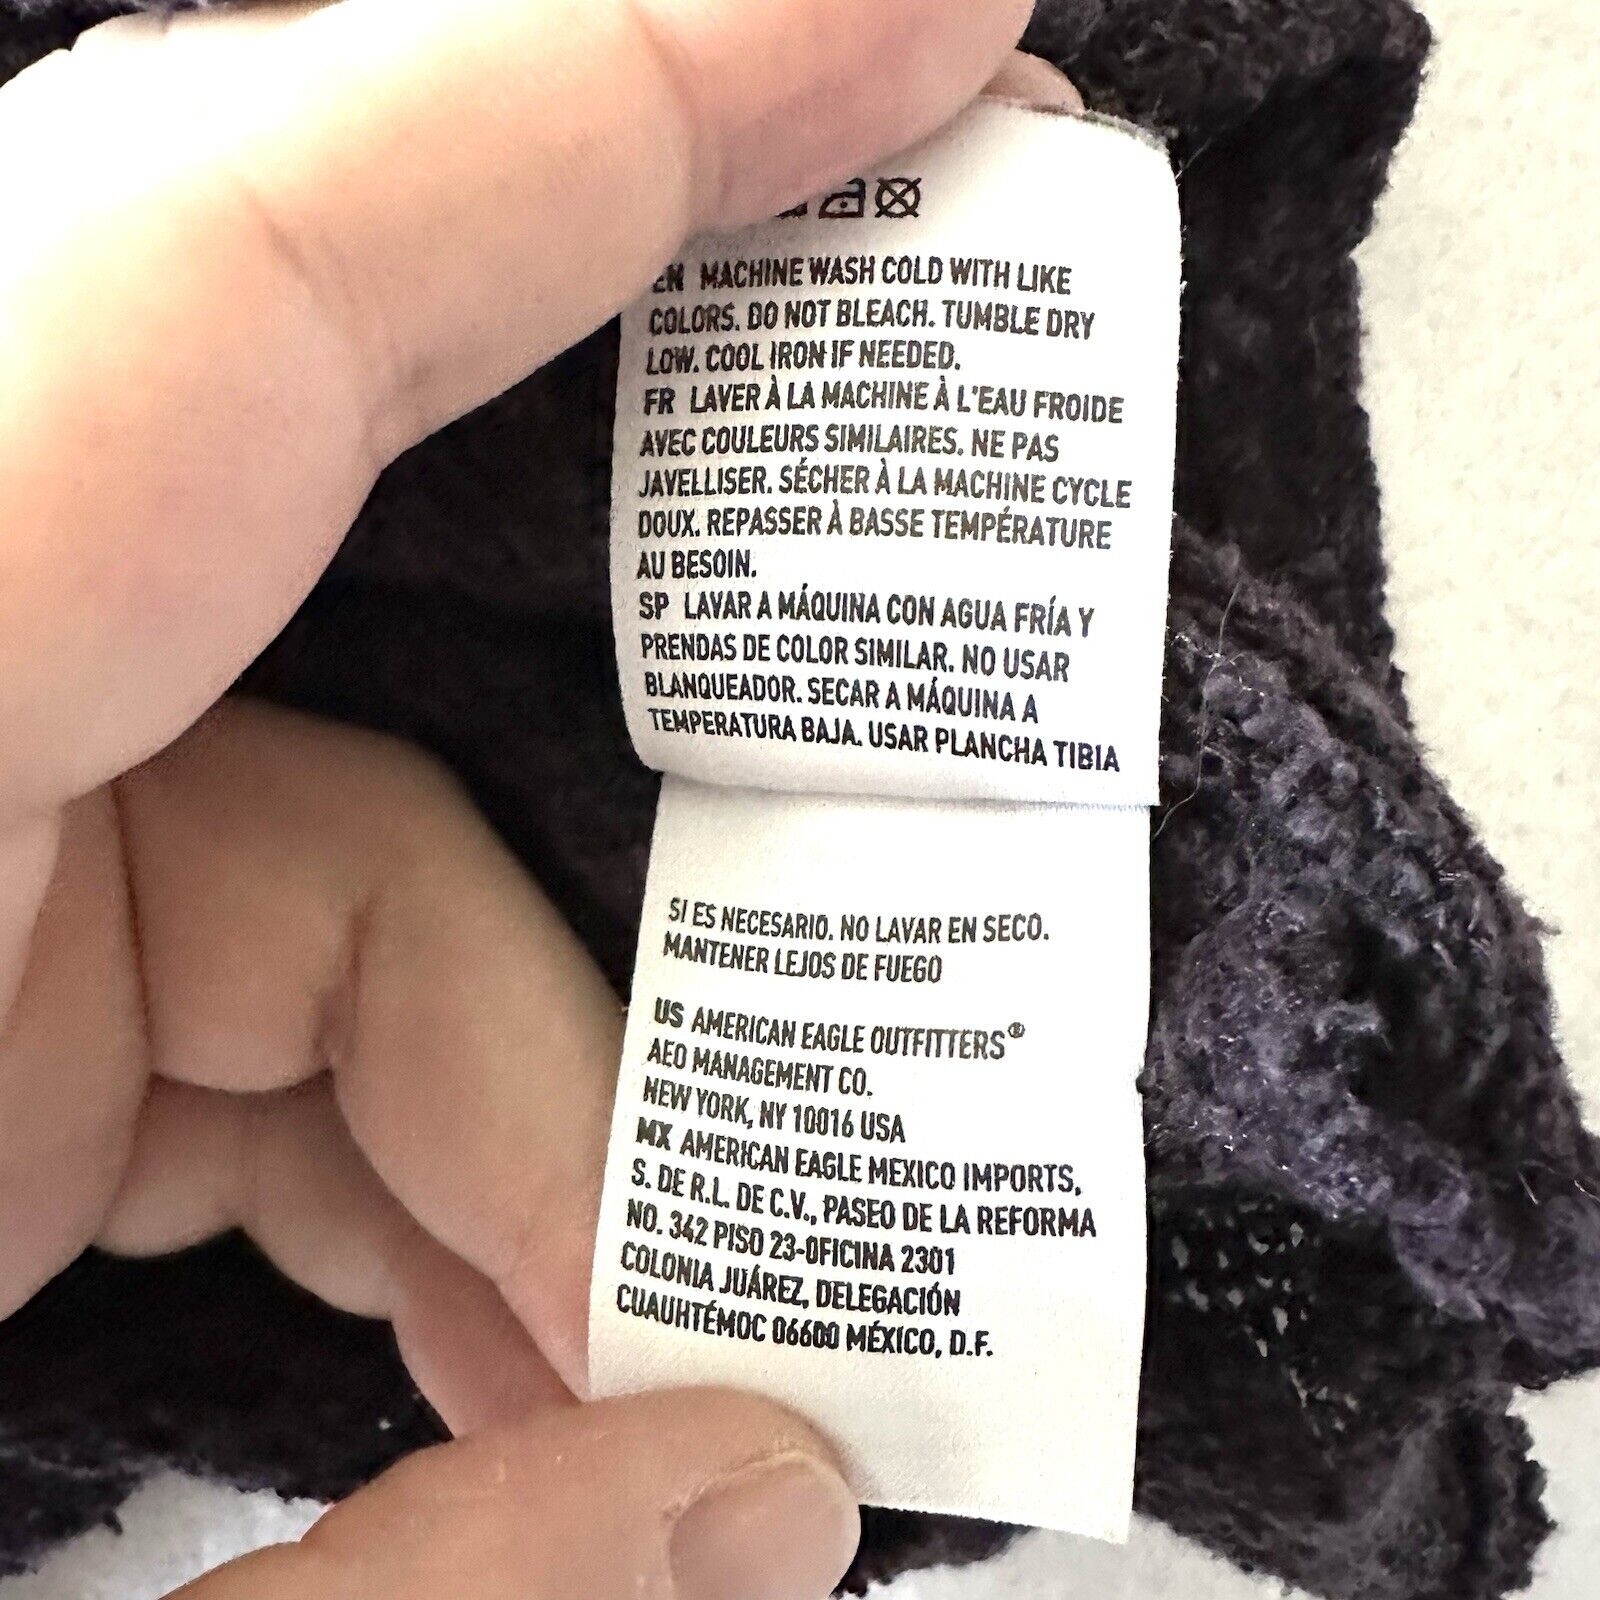 EN MACHINE WASH COLD WITH LIKE
COLORS. DO NOT BLEACH. TUMBLE DRY
LOW. COOL IRON IF NEEDED.
FR LAVER À LA MACHINE À L'EAU FROIDE
AVEC COULEURS SIMILAIRES. NE PAS
JAVELLISER. SÉCHER À LA MACHINE CYCLE
DOUX. REPASSER À BASSE TEMPÉRATURE
AU BESOIN.
SP LAVAR A MÁQUINA CON AGUA FRÍA Y
PRENDAS DE COLOR SIMILAR. NO USAR
BLANQUEADOR. SECAR A MÁQUINA A
TEMPERATURA BAJA. USAR PLANCHA TIBIA
SI ES NECESARIO. NO LAVAR EN SECO.
MANTENER LEJOS DE FUEGO
US AMERICAN EAGLE OUTFITTERS®
AEO MANAGEMENT CO.
NEW YORK, NY 10016 USA
MX AMERICAN EAGLE MEXICO IMPORTS,
S. DE R.L. DE C.V., PASEO DE LA REFORMA
NO. 342 PISO 23-OFICINA 2301
COLONIA JUÁREZ, DELEGACIÓN
CUAUHTÉMOC 06600 MÉXICO, D.F.